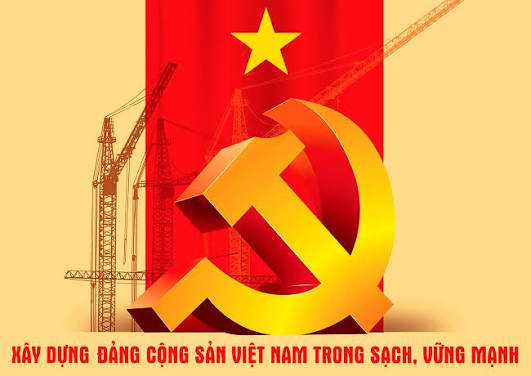 XÂY DỰNG ĐẢNG CỘNG SẢN VIỆT NAM TRONG SẠCH, VỮNG MẠNH